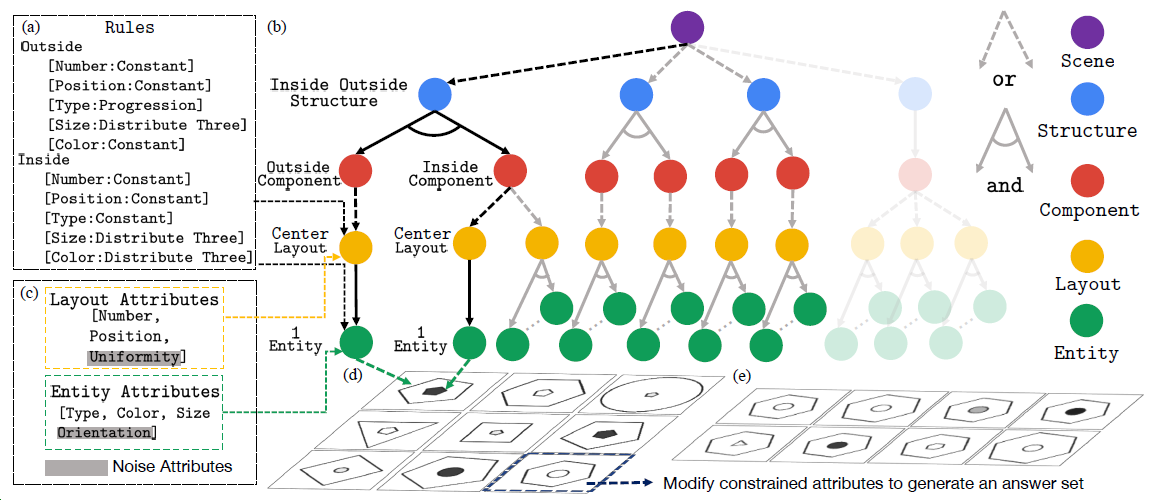 (a)
Rules
Outside
[Number:Constant]
[Position:Constant]
[Type:Progression]
[Size:Distribute Three]
[Color:Constant]
Inside
[Number:Constant]
[Position:Constant]
[Type:Constant]
[Size:Distribute Three]
[Color:Distribute Three]
(c)
Layout Attributes
[Number,
Position,
Uniformity]
Entity Attributes
[Type, Color, Size
Orientation]
Noise Attributes
(b)
Inside Outside
Structure
Outside
Component
Inside
Component
Center
Layout
Center
Layout
1
Entity
1
Entity
or
and
Scene
Structure
Component
Layout
Entity
(d)
(e)
Modify constrained attributes to generate an answer set